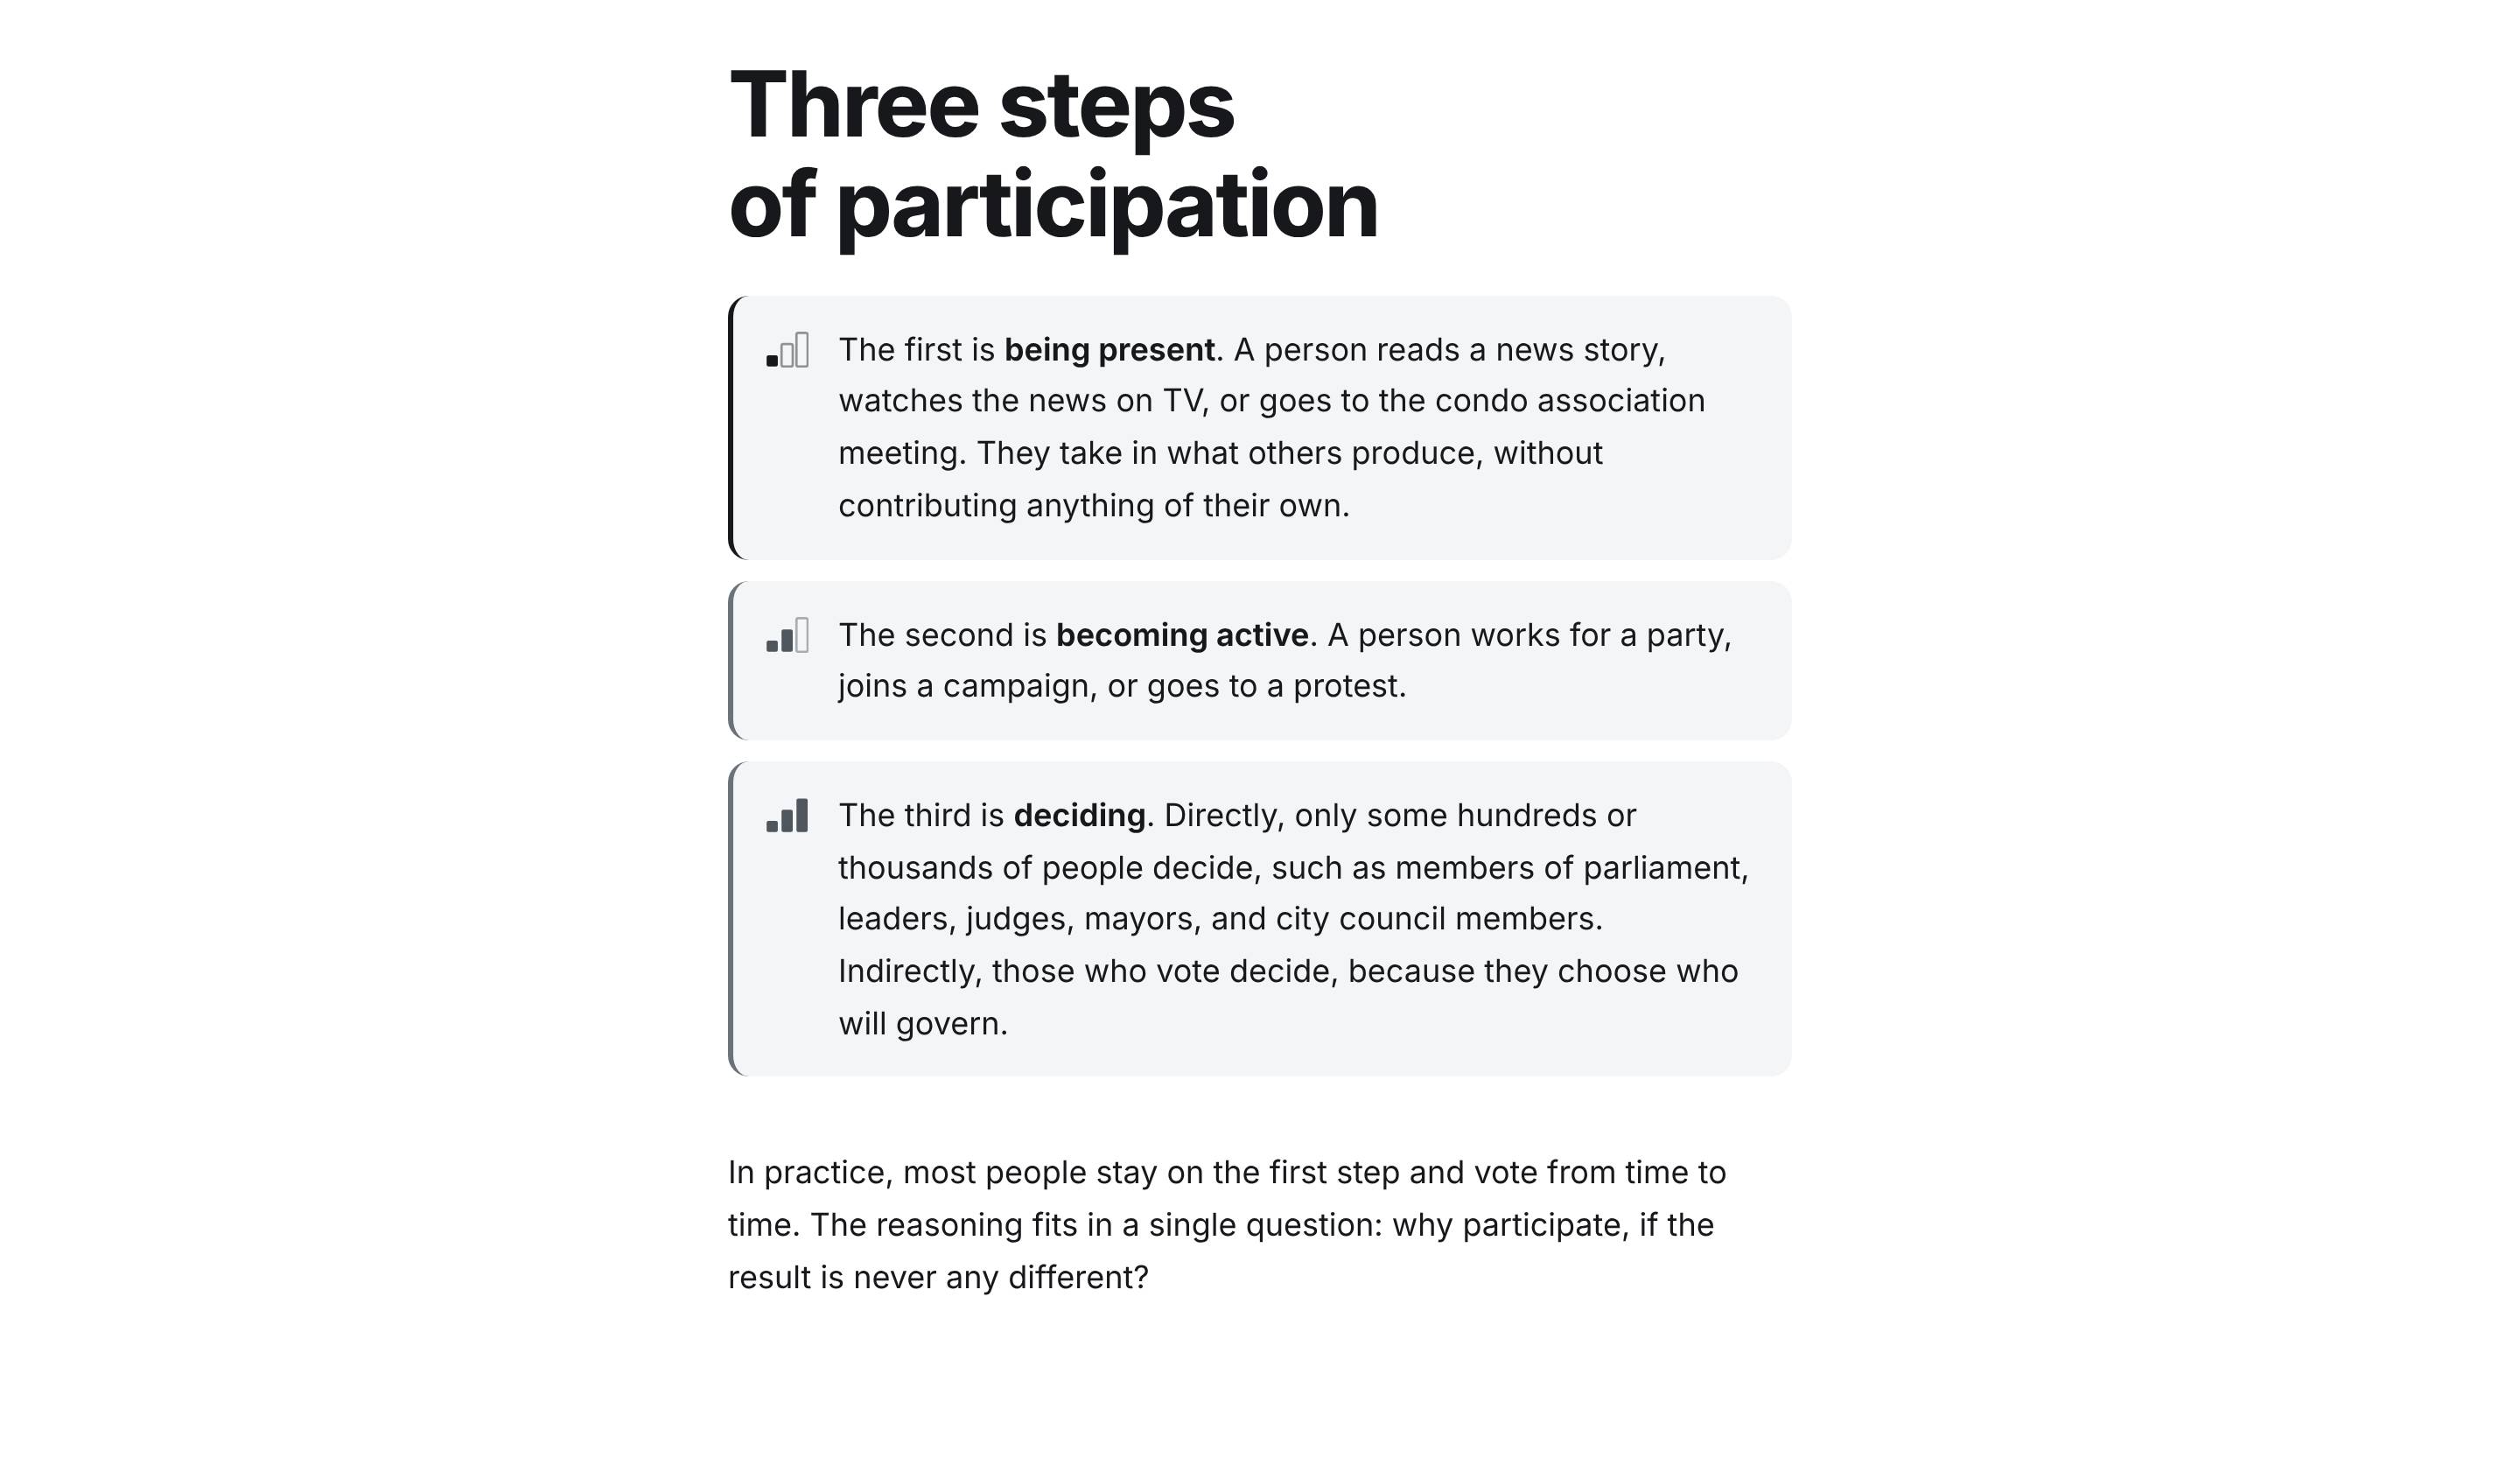 Three steps
of participation
The first is being present. A person reads a news story,
watches the news on TV, or goes to the condo association
meeting. They take in what others produce, without
contributing anything of their own.
The second is becoming active. A person works for a party,
joins a campaign, or goes to a protest.
The third is deciding. Directly, only some hundreds or
thousands of people decide, such as members of parliament,
leaders, judges, mayors, and city council members.
Indirectly, those who vote decide, because they choose who
will govern.
In practice, most people stay on the first step and vote from time to
time. The reasoning fits in a single question: why participate, if the
result is never any different?